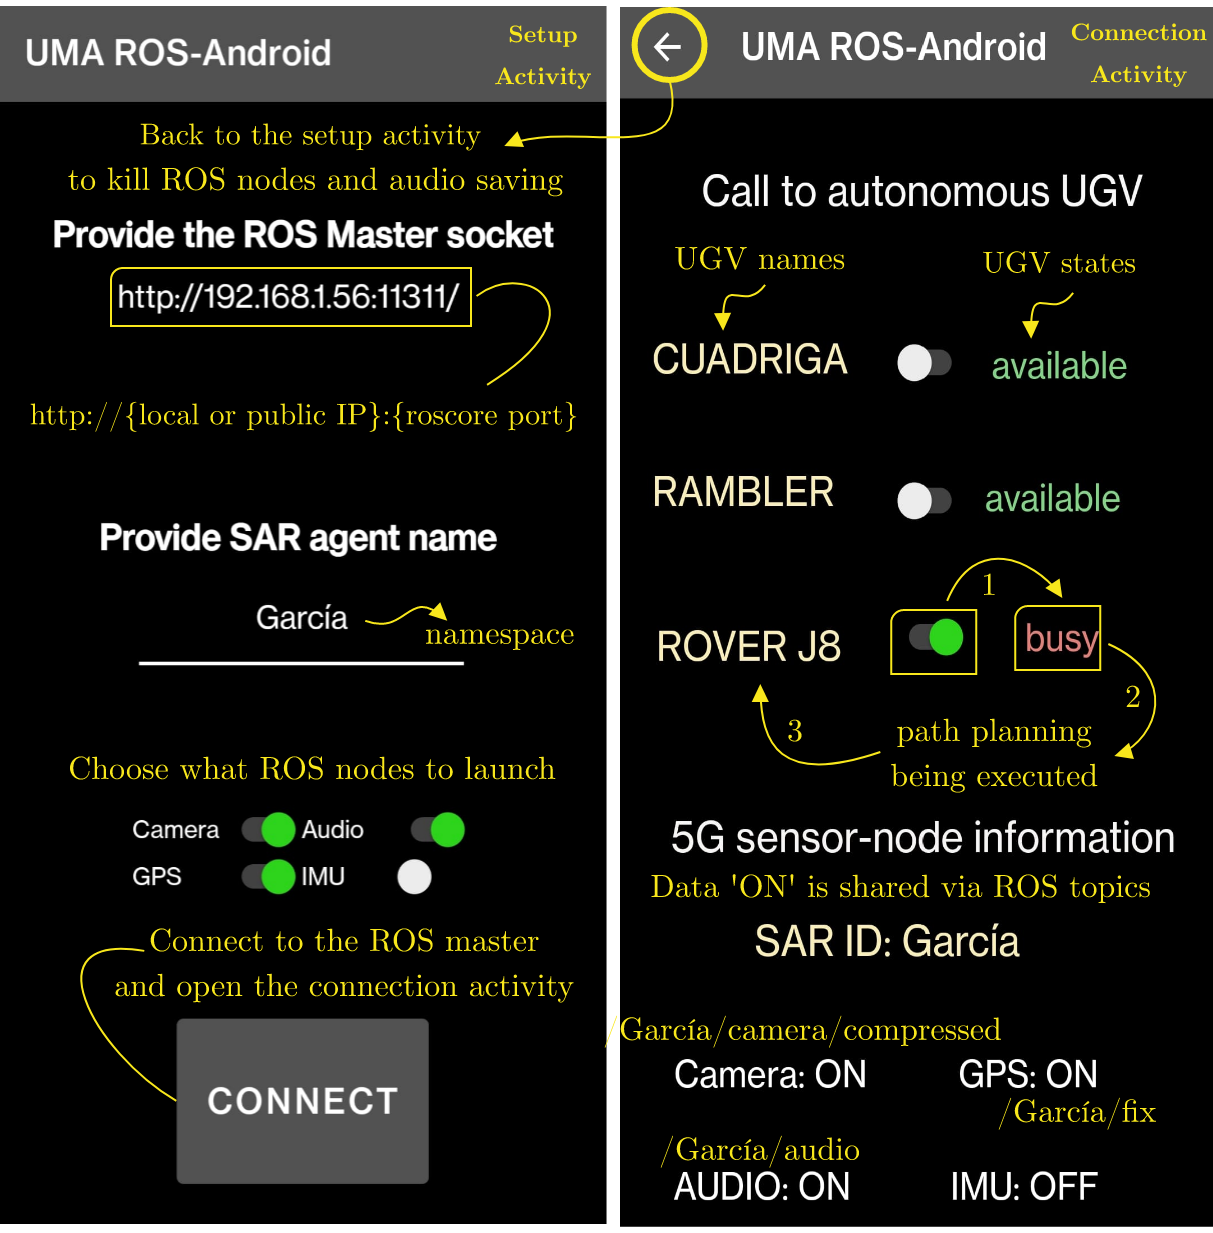 UMA ROS-Android
Setup
Activity
Back to the setup activity
to kill ROS nodes and audio saving
Provide the ROS Master socket
http://192.168.1.56:11311/
http://{local or public IP}:{roscore port}
Provide SAR agent name
García
namespace
Choose what ROS nodes to launch
Camera Audio
GPS IMU
Connect to the ROS master
and open the connection activity
CONNECT
UMA ROS-Android
Connection
Activity
Call to autonomous UGV
UGV names UGV states
CUADRIGA available
RAMBLER available
1
ROVER J8 busy
2
3
path planning
being executed
5G sensor-node information
Data 'ON' is shared via ROS topics
SAR ID: García
/García/camera/compressed
Camera: ON GPS: ON
/García/fix
/García/audio
AUDIO: ON IMU: OFF